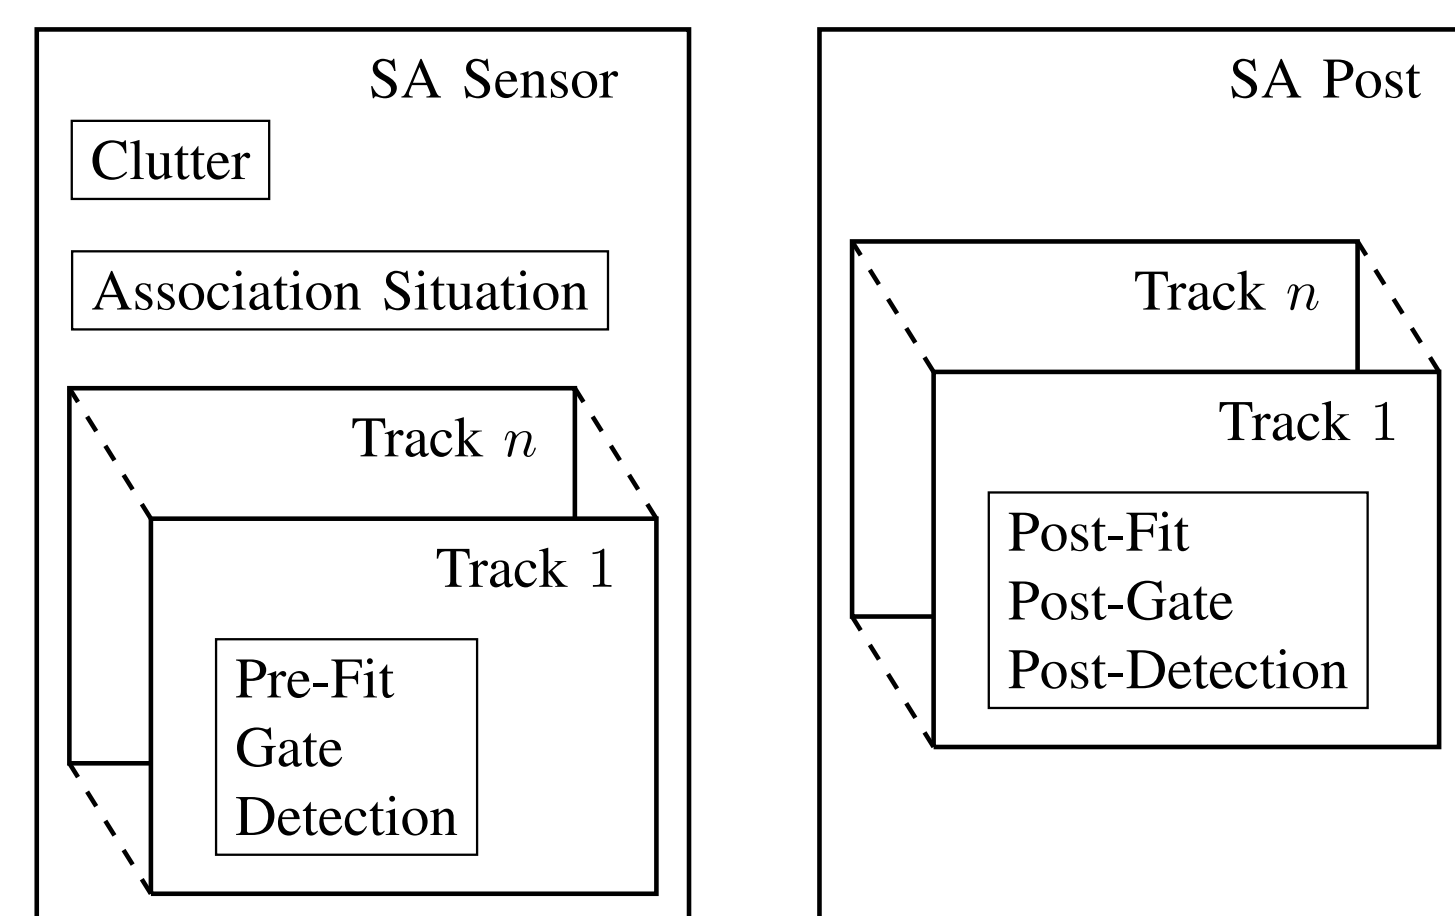 SA Sensor
Clutter
Association Situation
Track n
Track 1
Pre-Fit
Gate
Detection
SA Post
Track n
Track 1
Post-Fit
Post-Gate
Post-Detection